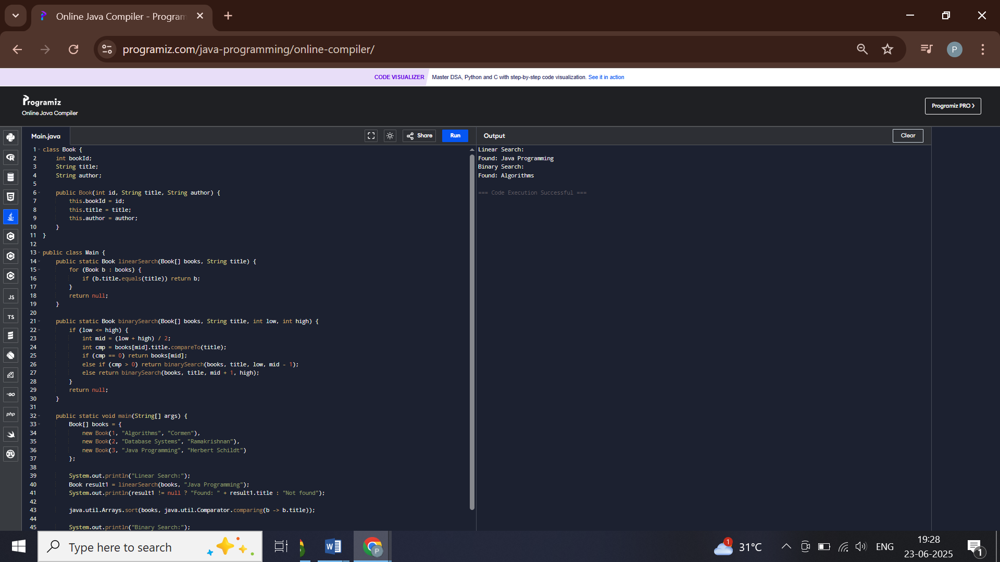 Online Java Compiler - Program
programiz.com/java-programming/online-compiler/
P
CODE VISUALIZER Master DSA, Python and C with step-by-step code visualization. See it in action
Programiz
Online Java Compiler
Programiz PRO >
Main.java
Share
Run
Output
Clear
1 class Book {
2     int bookId;
3     String title;
4     String author;
5
6     public Book(int id, String title, String author) {
7         this.bookId = id;
8         this.title = title;
9         this.author = author;
10     }
11 }
12
13 public class Main {
14     public static Book linearSearch(Book[] books, String title) {
15         for (Book b : books) {
16             if (b.title.equals(title)) return b;
17         }
18         return null;
19     }
20
21     public static Book binarySearch(Book[] books, String title, int low, int high) {
22         if (low <= high) {
23             int mid = (low + high) / 2;
24             int cmp = books[mid].title.compareTo(title);
25             if (cmp == 0) return books[mid];
26             else if (cmp > 0) return binarySearch(books, title, low, mid - 1);
27             else return binarySearch(books, title, mid + 1, high);
28         }
29         return null;
30     }
31
32     public static void main(String[] args) {
33         Book[] books = {
34             new Book(1, "Algorithms", "Cormen"),
35             new Book(2, "Database Systems", "Ramakrishnan"),
36             new Book(3, "Java Programming", "Herbert Schildt")
37         };
38
39         System.out.println("Linear Search:");
40         Book result1 = linearSearch(books, "Java Programming");
41         System.out.println(result1 != null ? "Found: " + result1.title : "Not found");
42
43         java.util.Arrays.sort(books, java.util.Comparator.comparing(b -> b.title));
44
45         System.out.println("Binary Search:");
Linear Search:
Found: Java Programming
Binary Search:
Found: Algorithms
=== Code Execution Successful ===
JS
TS
GO
php
Type here to search
W
P
1
31°C
ENG
19:28
23-06-2025
1